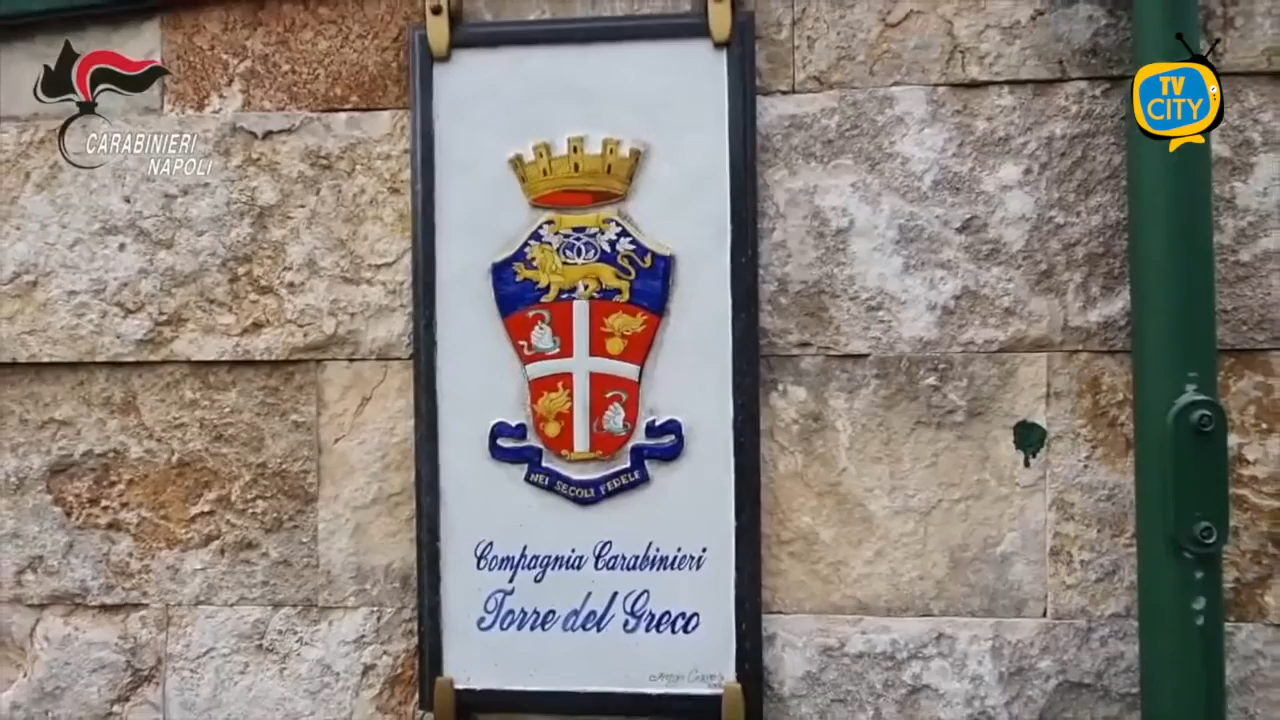 CARABINIERI
NAPOLI
TV
CITY
NEI SECOLI FEDELE
Compagnia Carabinieri
Torre del Greco